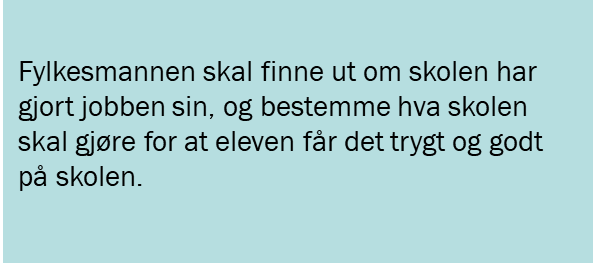 Fylkesmannen skal finne ut om skolen har
gjort jobben sin, og bestemme hva skolen
skal gjøre for at eleven får det trygt og godt
på skolen.